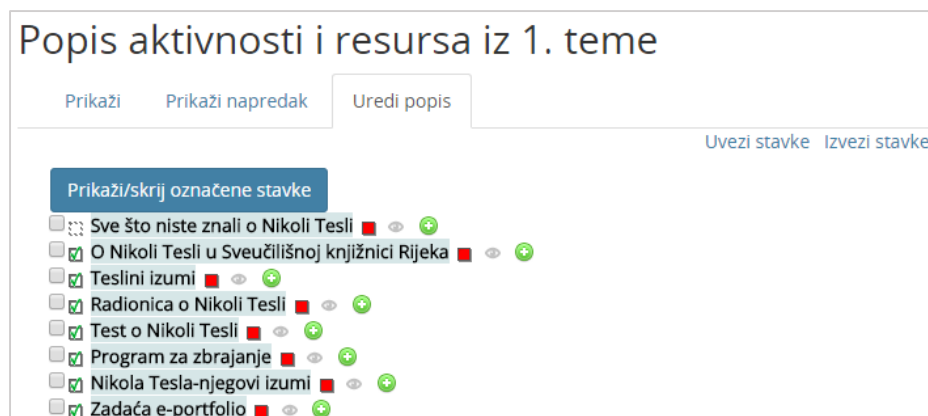 Popis aktivnosti i resursa iz 1. teme
Prikaži Prikaži napredak Uredi popis
Uvezi stavke Izvezi stavke
Prikaži/skrij označene stavke
Sve što niste znali o Nikoli Tesli
O Nikoli Tesli u Sveučilišnoj knjižnici Rijeka
Teslini izumi
Radionica o Nikoli Tesli
Test o Nikoli Tesli
Program za zbrajanje
Nikola Tesla-njegovi izumi
Zadaća e-portfolio